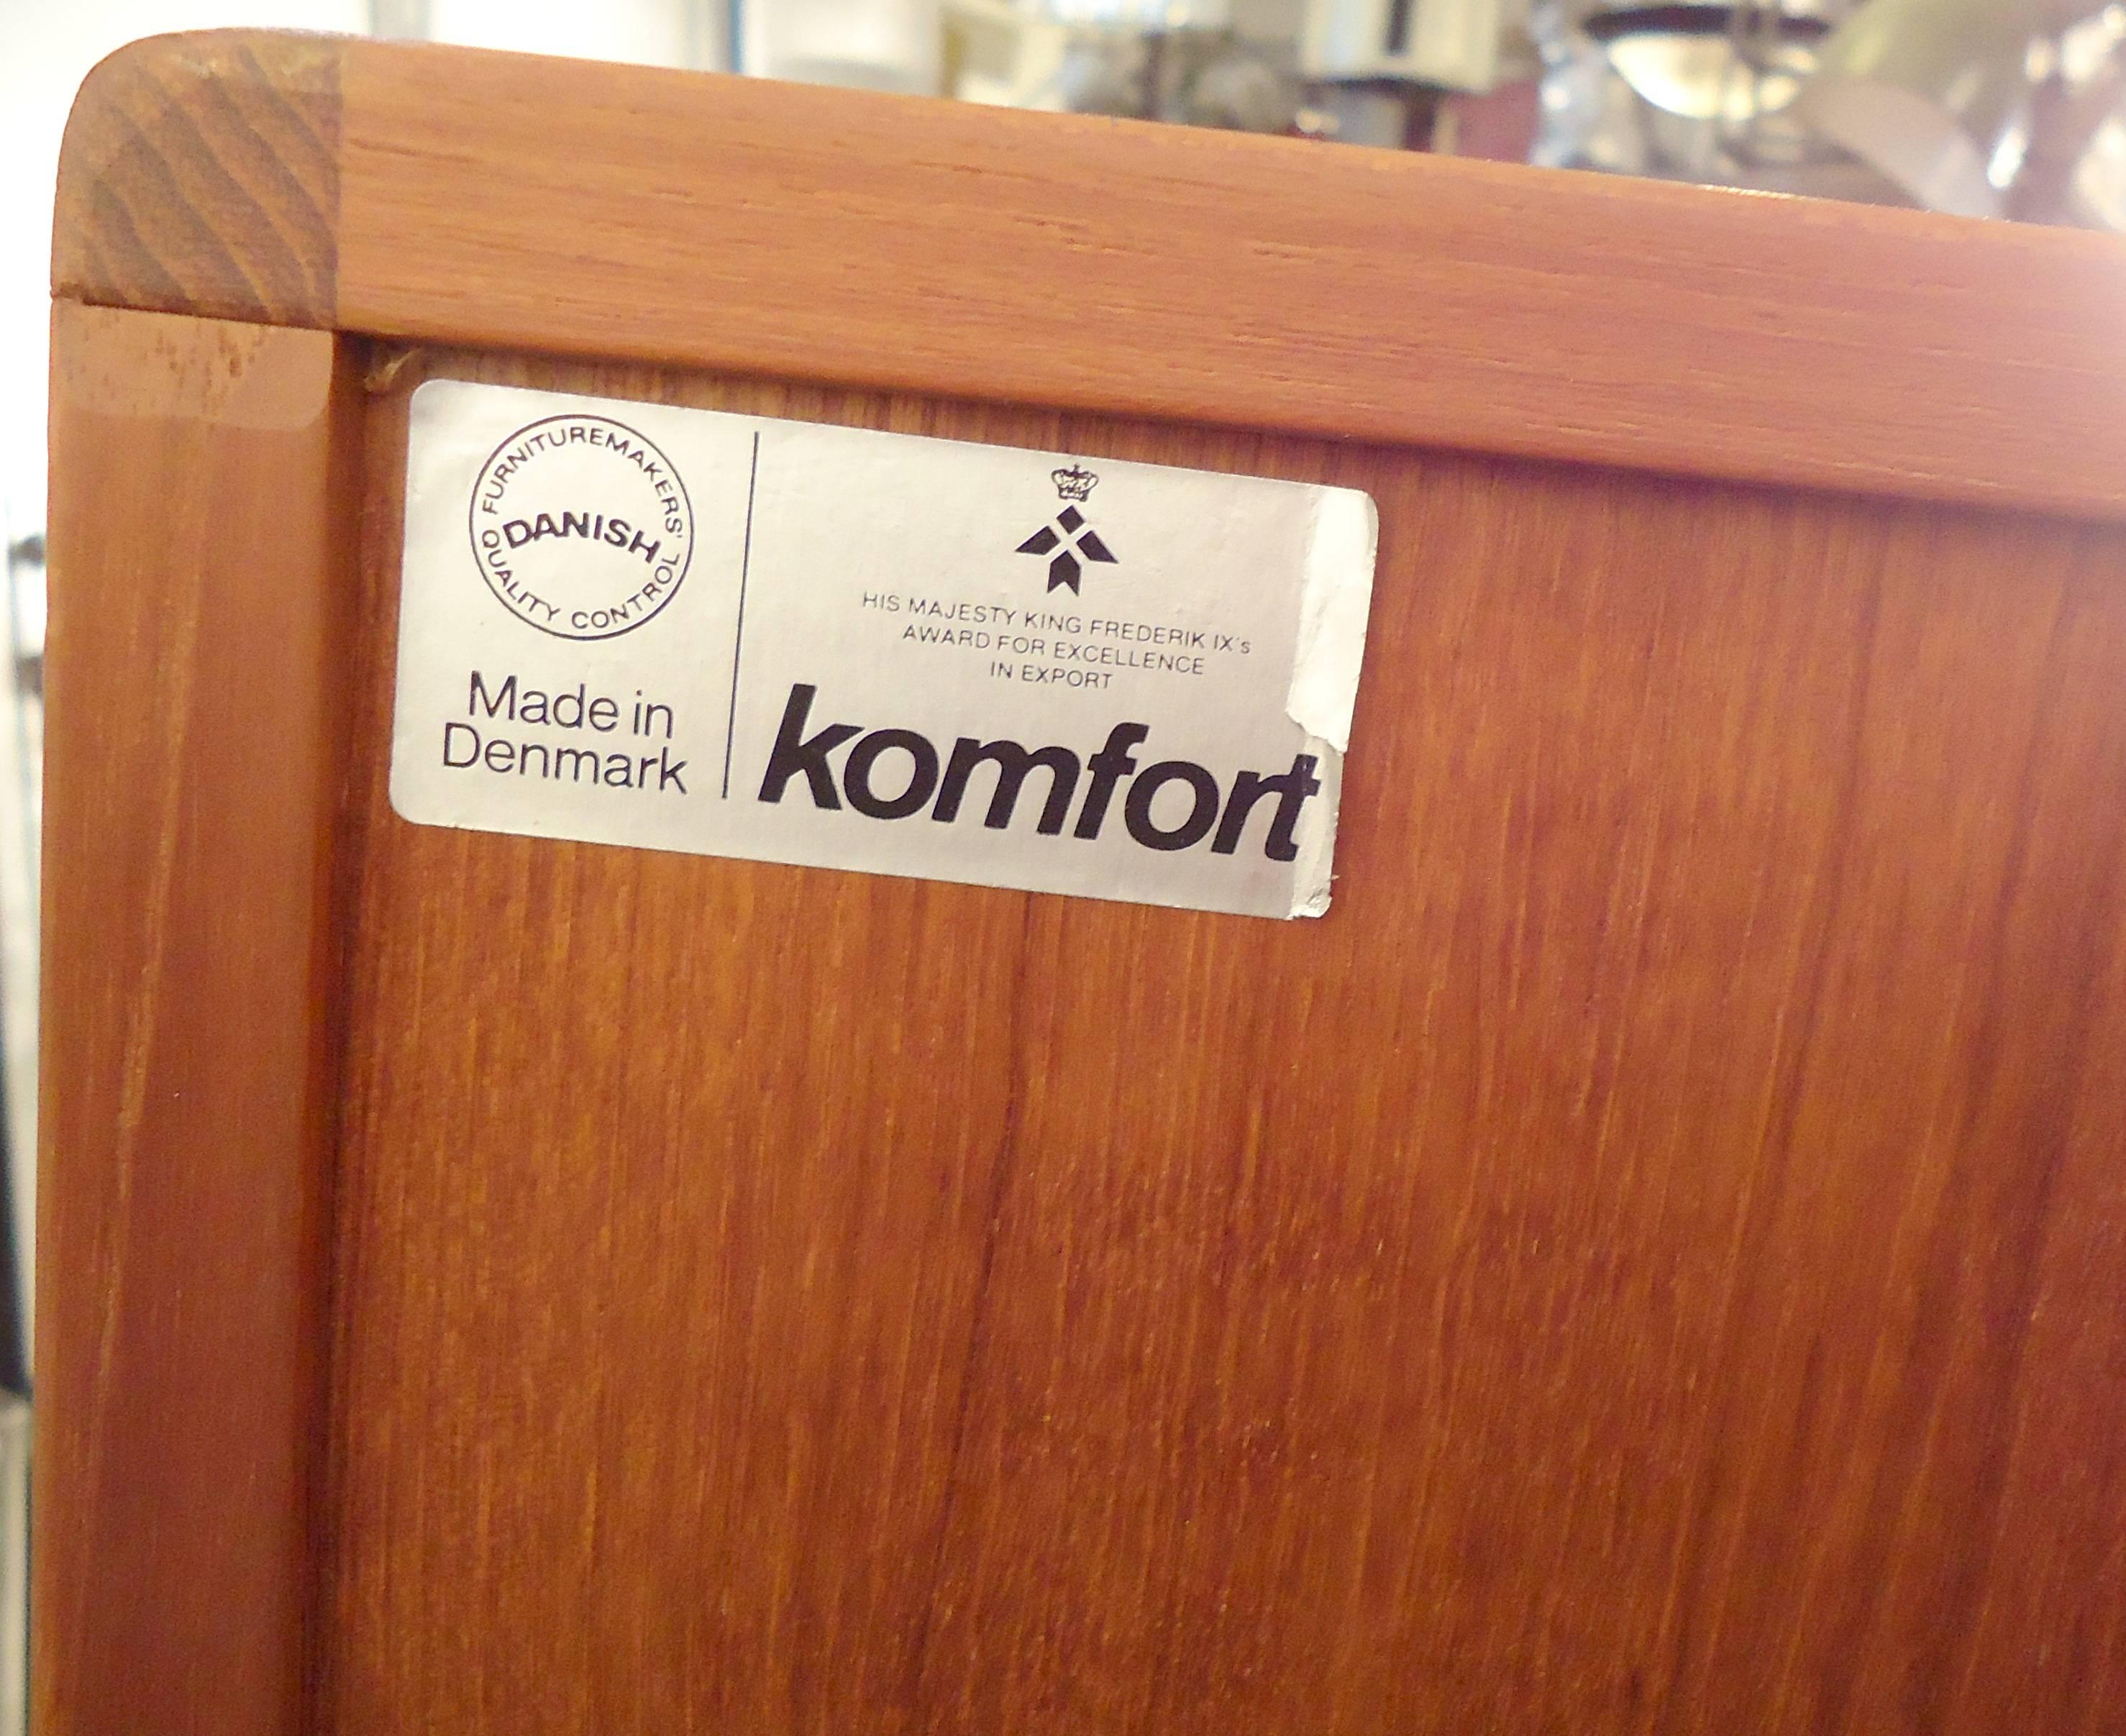 FURNITUREMAKERS'
DANISH
QUALITY CONTROL
Made in
Denmark
HIS MAJESTY KING FREDERIK IX's
AWARD FOR EXCELLENCE
IN EXPORT
komfort